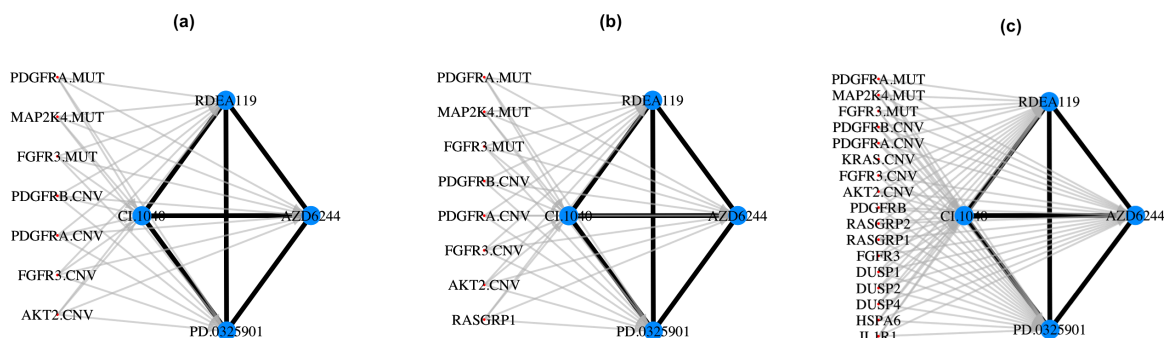 (a)
PDGFRA.MUT
MAP2K4.MUT
FGFR3.MUT
PDGFRB.CNV
PDGFRA.CNV
FGFR3.CNV
AKT2.CNV
RDEA119
CI.1040
AZD6244
PD.0325901
(b)
PDGFRA.MUT
MAP2K4.MUT
FGFR3.MUT
PDGFRB.CNV
PDGFRA.CNV
FGFR3.CNV
AKT2.CNV
RASGRP1
RDEA119
CI.1040
AZD6244
PD.0325901
(c)
PDGFRA.MUT
MAP2K4.MUT
FGFR3.MUT
PDGFRB.CNV
PDGFRA.CNV
KRAS.CNV
FGFR3.CNV
AKT2.CNV
PDGFRB
RASGRP2
RASGRP1
FGFR3
DUSP1
DUSP2
DUSP4
HSPA6
RDEA119
CI.1040
AZD6244
PD.0325901